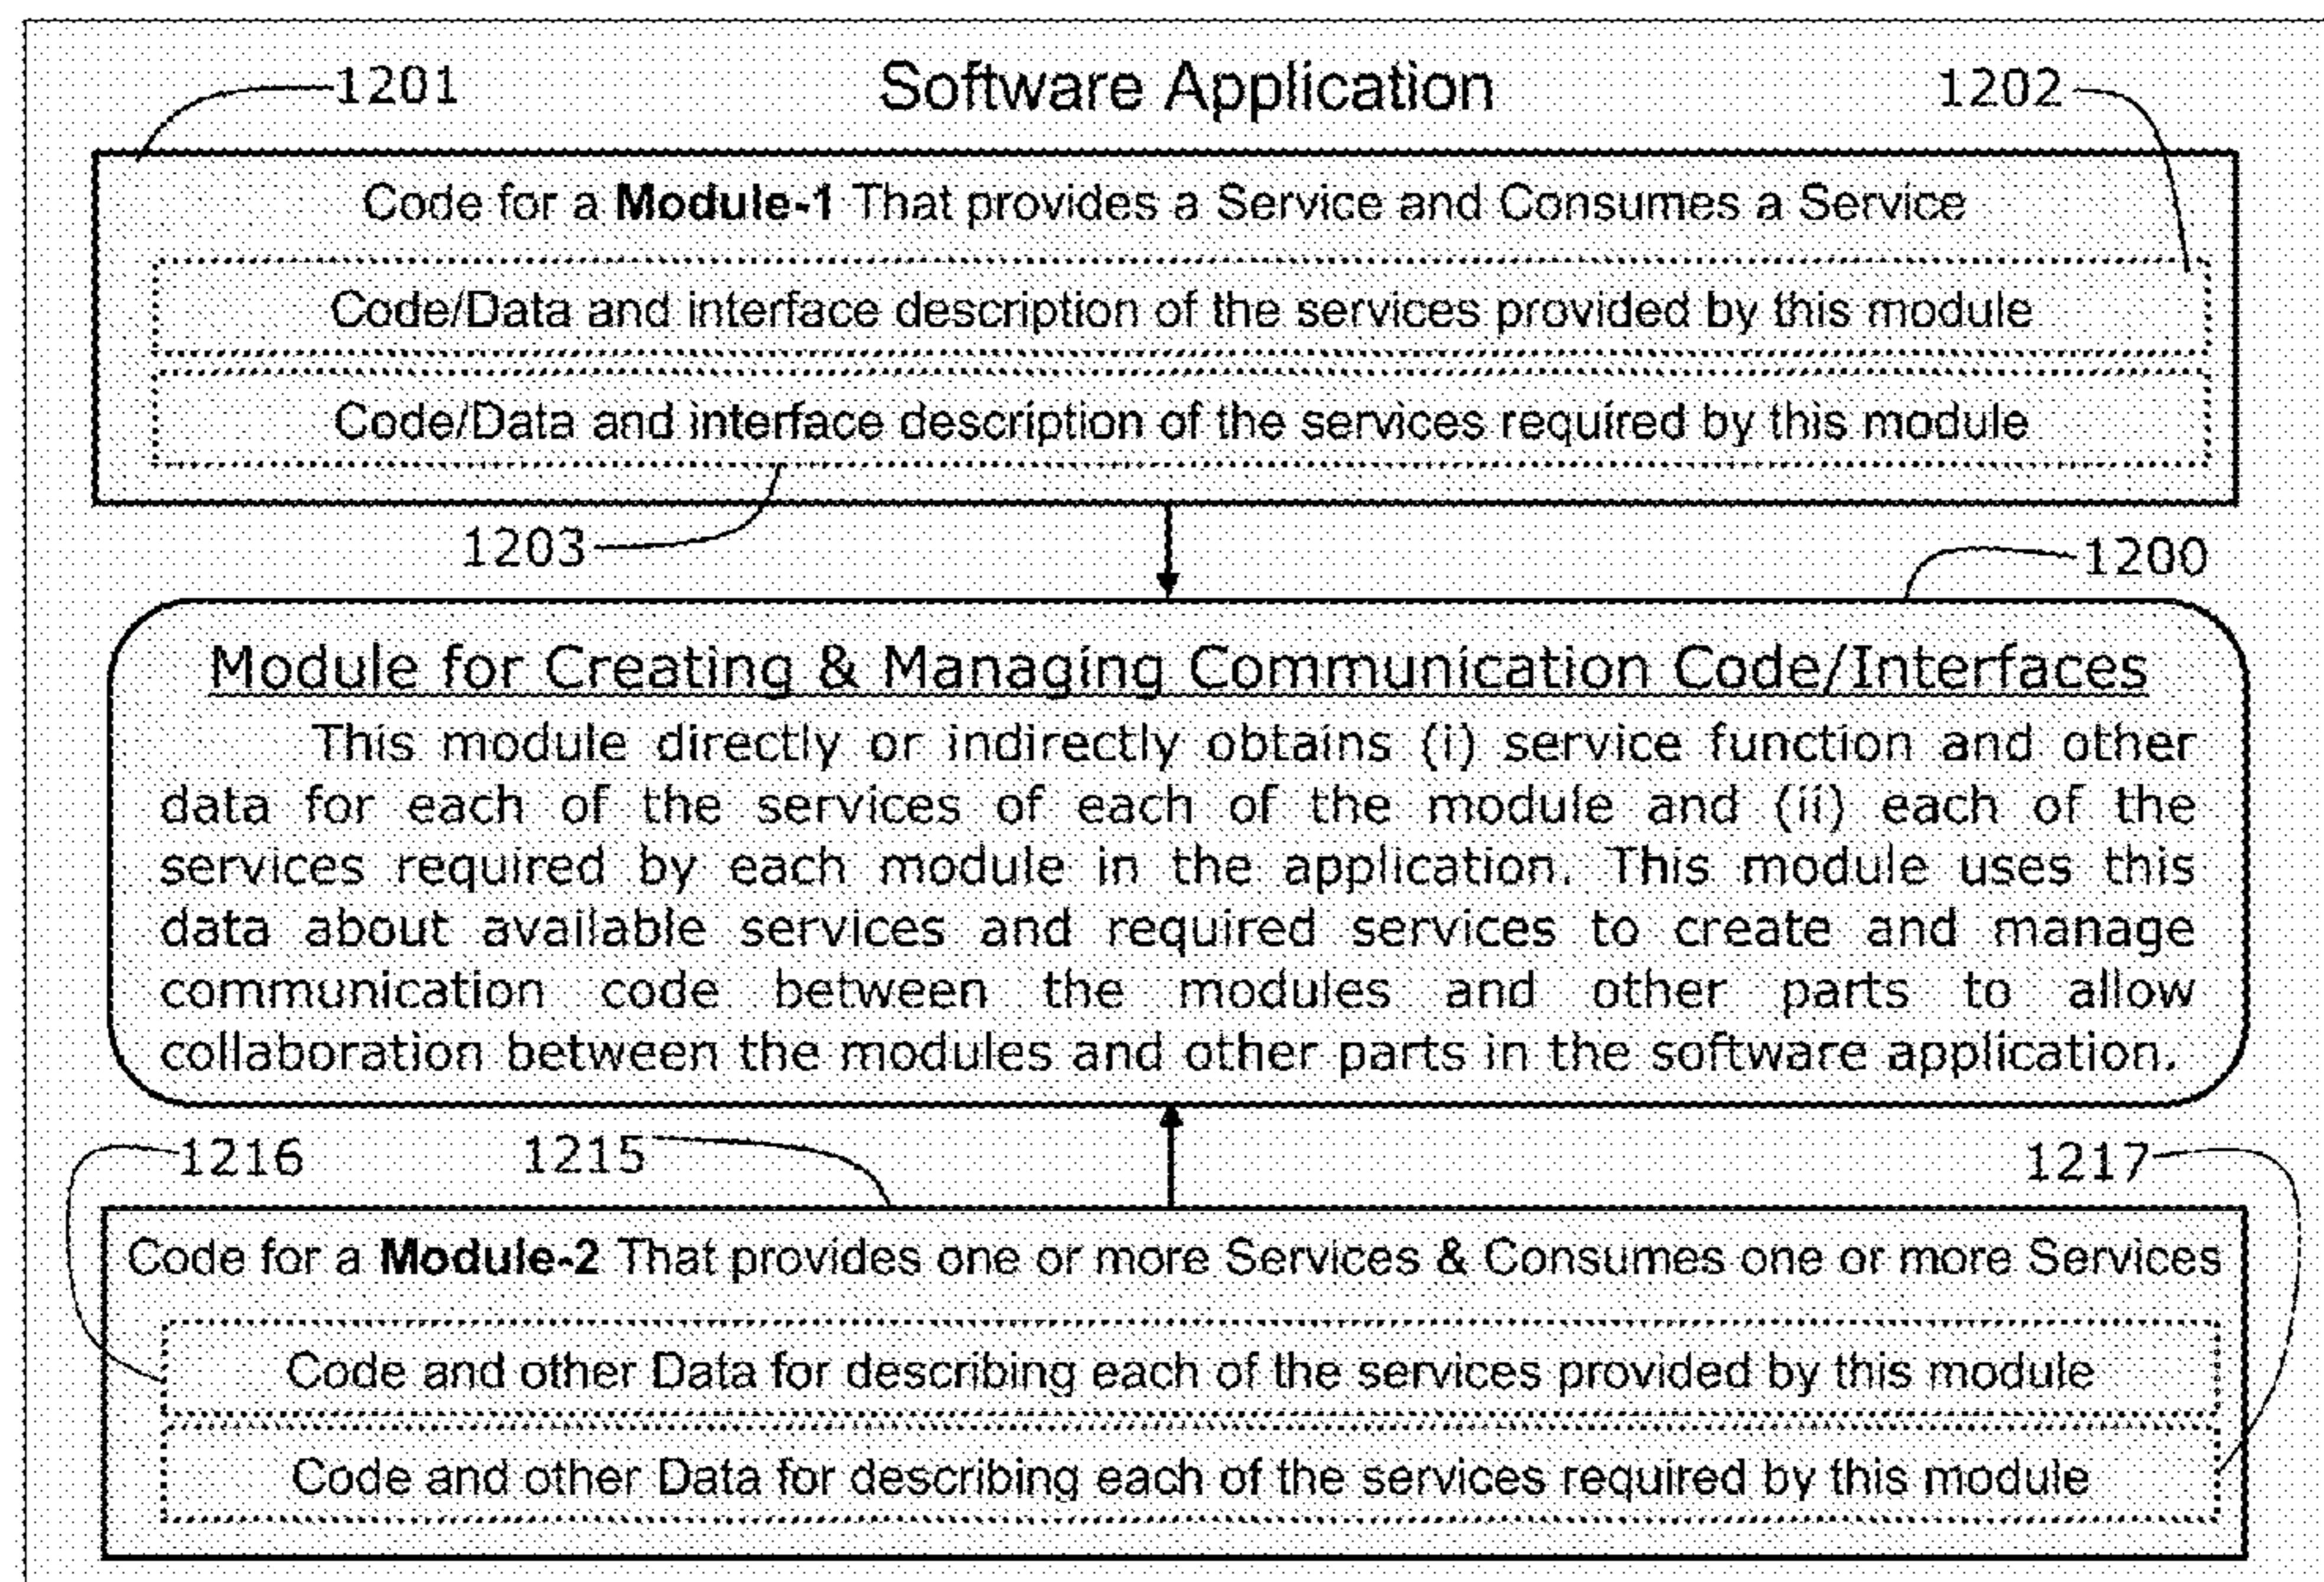 1201
Software Application
1202
Code for a Module-1 That provides a Service and Consumes a Service
Code/Data and interface description of the services provided by this module
Code/Data and interface description of the services required by this module
1203
1200
Module for Creating & Managing Communication Code/Interfaces
This module directly or indirectly obtains (i) service function and other
data for each of the services of each of the module and (ii) each of the
services required by each module in the application. This module uses this
data about available services and required services to create and manage
communication code between the modules and other parts to allow
collaboration between the modules and other parts in the software application.
1216
1215
1217
Code for a Module-2 That provides one or more Services & Consumes one or more Services
Code and other Data for describing each of the services provided by this module
Code and other Data for describing each of the services required by this module